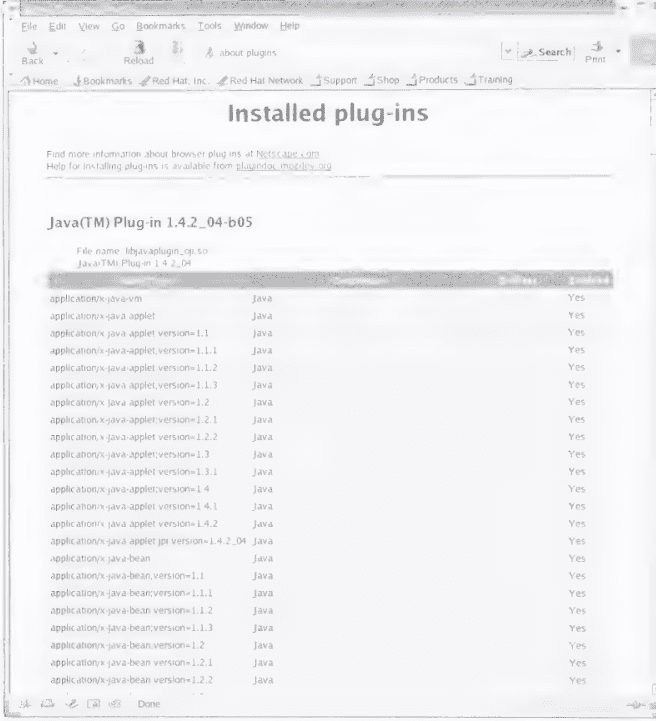 File Edit View Go Bookmarks Tools Window Help
Back Reload about plugins Search Print
Home Bookmarks Red Hat, Inc. Red Hat Network Support Shop Products Training
Installed plug-ins
Find more information about browser plug ins at
Help for installing plug-ins is available from plugindoc.mozdev.org
Java(TM) Plug-in 1.4.2_04-b05
File name libjavaplugin_oji.so
Java(TM) Plug-in 1.4.2_04
application/x-java-vm Java Yes
application/x-java applet Java Yes
application/x-java applet version=1.1 Java Yes
application/x-java-applet;version=1.1.1 Java Yes
application/x-java-applet version=1.1.2 Java Yes
application/x-java applet,version=1.1.3 Java Yes
application/x java applet version=1.2 Java Yes
application/x-java-applet;version=1.2.1 Java Yes
application/x-java-applet version=1.2.2 Java Yes
application/x-java-applet;version=1.3 Java Yes
application/x-java-applet version=1.3.1 Java Yes
application/x-java-applet;version=1.4 Java Yes
application/x-java-applet version=1.4.1 Java Yes
application/x java applet version=1.4.2 Java Yes
application/x-java applet jpi version=1.4.2_04 Java Yes
application/x-java-bean Java Yes
application/x-java-bean,version=1.1 Java Yes
application/x-java-bean;version=1.1.1 Java Yes
application/x-java-bean version=1.1.2 Java Yes
application/x-java-bean;version=1.1.3 Java Yes
application/x-java-bean;version=1.2 Java Yes
application/x-java-bean version=1.2.1 Java Yes
application/x-java-bean version=1.2.2 Java Yes
Done